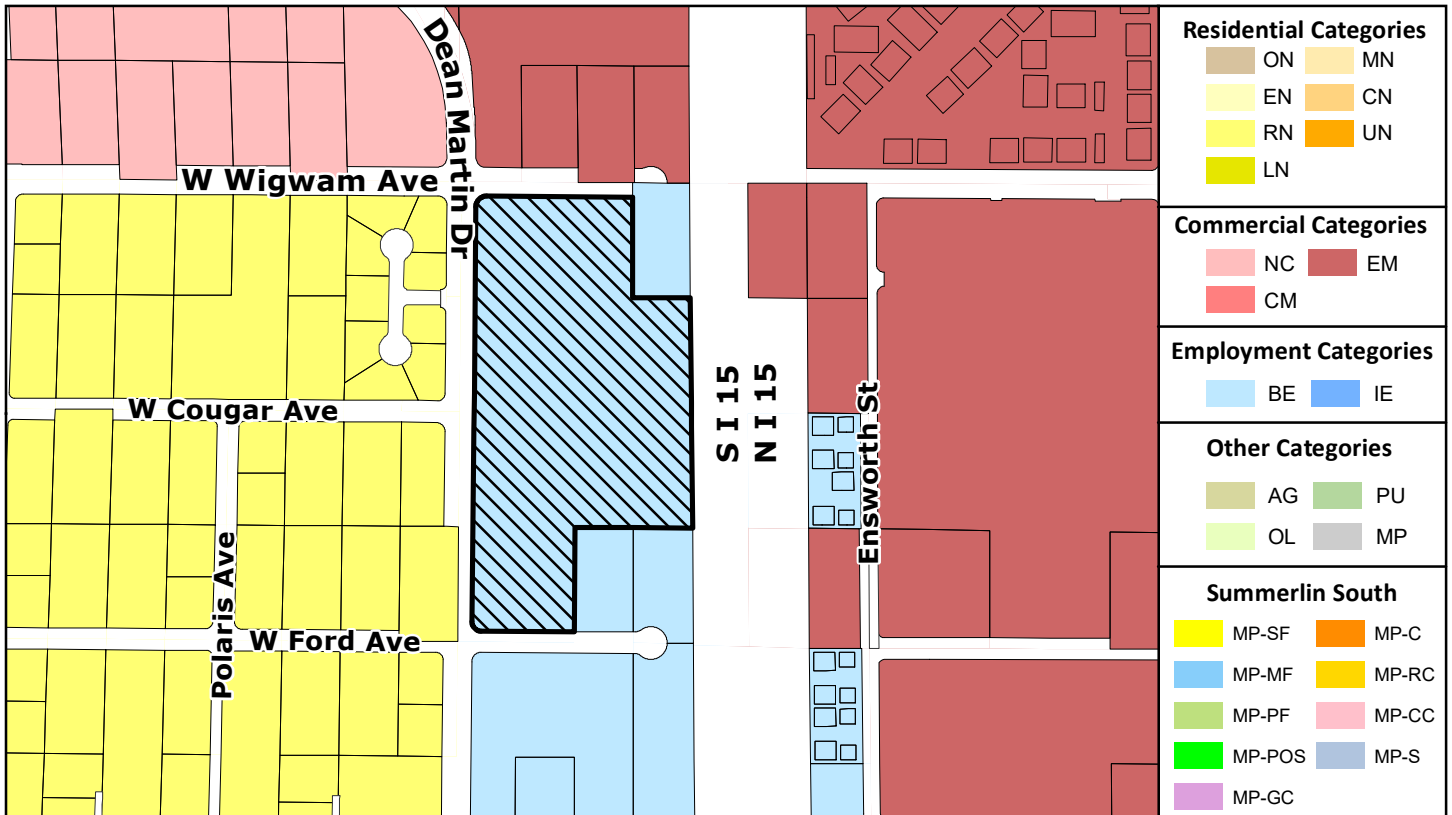 Dean Martin Dr
W Wigwam Ave
W Cougar Ave
S I 15
N I 15
Ensworth St
Polaris Ave
W Ford Ave
Residential Categories
ON MN
EN CN
RN UN
LN
Commercial Categories
NC EM
CM
Employment Categories
BE IE
Other Categories
AG PU
OL MP
Summerlin South
MP-SF MP-C
MP-MF MP-RC
MP-PF MP-CC
MP-POS MP-S
MP-GC